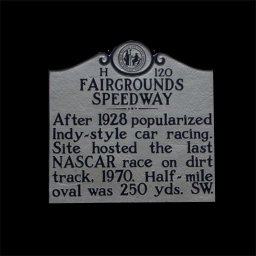 H 120
FAIRGROUNDS
SPEEDWAY
After 1928 popularized
Indy-style car racing.
Site hosted the last
NASCAR race on dirt
track, 1970. Half-mile
oval was 250 yds. SW.